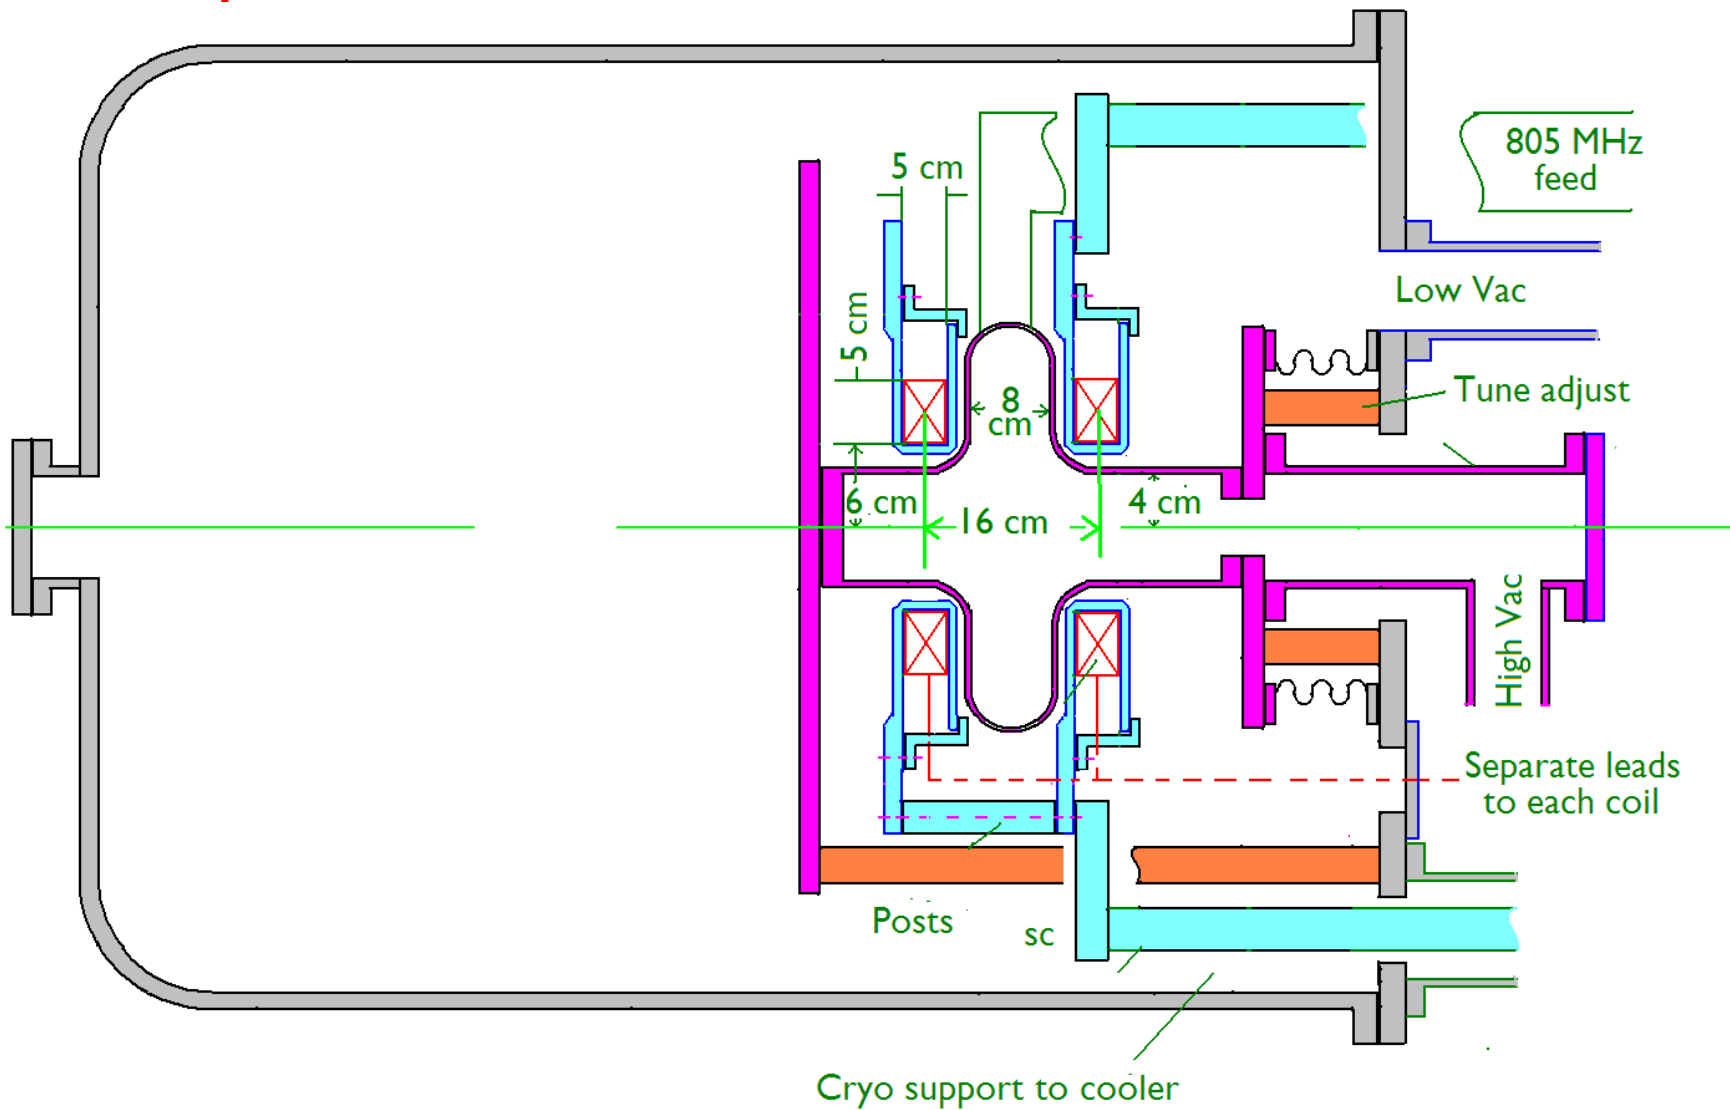 805 MHz
feed
5 cm
Low Vac
5 cm
Tune adjust
8
cm
6 cm
4 cm
16 cm
High Vac
Separate leads
to each coil
Posts
sc
Cryo support to cooler